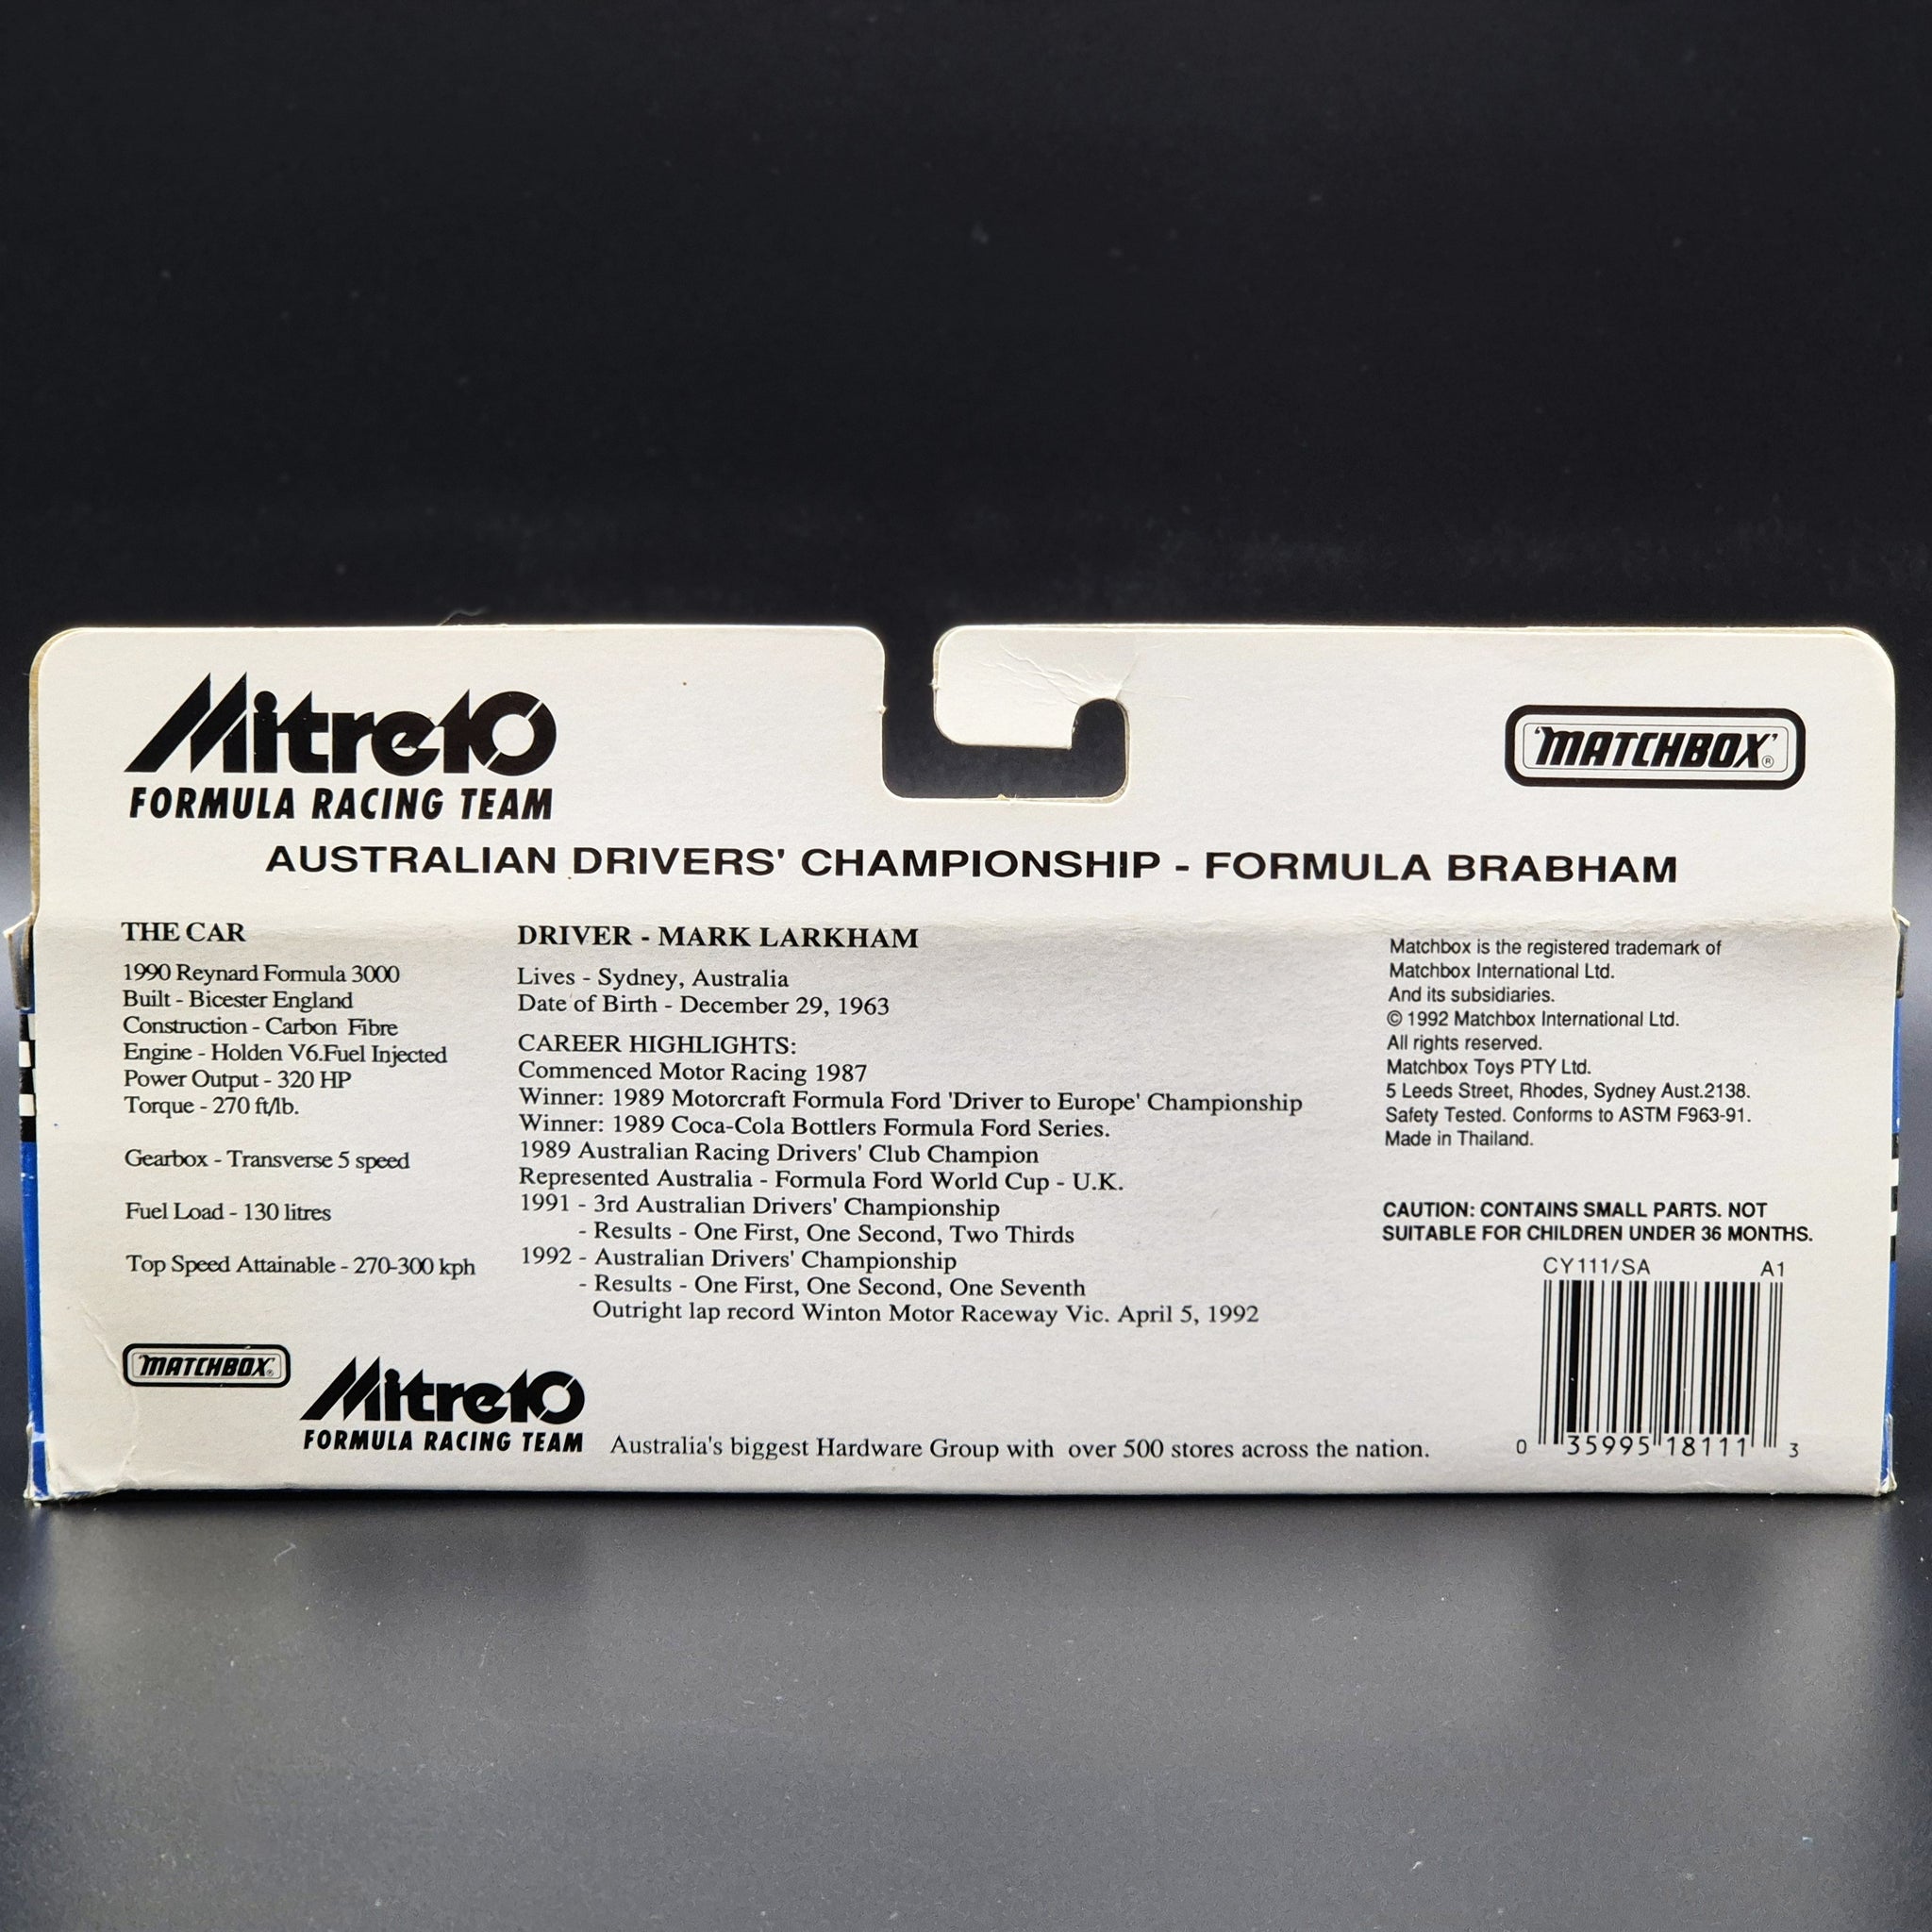 Mitre10
FORMULA RACING TEAM
'MATCHBOX'®
AUSTRALIAN DRIVERS' CHAMPIONSHIP - FORMULA BRABHAM
THE CAR
1990 Reynard Formula 3000
Built - Bicester England
Construction - Carbon Fibre
Engine - Holden V6.Fuel Injected
Power Output - 320 HP
Torque - 270 ft/lb.
Gearbox - Transverse 5 speed
Fuel Load - 130 litres
Top Speed Attainable - 270-300 kph
DRIVER - MARK LARKHAM
Lives - Sydney, Australia
Date of Birth - December 29, 1963
CAREER HIGHLIGHTS:
Commenced Motor Racing 1987
Winner: 1989 Motorcraft Formula Ford 'Driver to Europe' Championship
Winner: 1989 Coca-Cola Bottlers Formula Ford Series.
1989 Australian Racing Drivers' Club Champion
Represented Australia - Formula Ford World Cup - U.K.
1991 - 3rd Australian Drivers' Championship
- Results - One First, One Second, Two Thirds
1992 - Australian Drivers' Championship
- Results - One First, One Second, One Seventh
Outright lap record Winton Motor Raceway Vic. April 5, 1992
Matchbox is the registered trademark of
Matchbox International Ltd.
And its subsidiaries.
© 1992 Matchbox International Ltd.
All rights reserved.
Matchbox Toys PTY Ltd.
5 Leeds Street, Rhodes, Sydney Aust.2138.
Safety Tested. Conforms to ASTM F963-91.
Made in Thailand.
CAUTION: CONTAINS SMALL PARTS. NOT
SUITABLE FOR CHILDREN UNDER 36 MONTHS.
CY111/SA A1
0 35995 18111 3
'MATCHBOX'®
Mitre10
FORMULA RACING TEAM
Australia's biggest Hardware Group with over 500 stores across the nation.